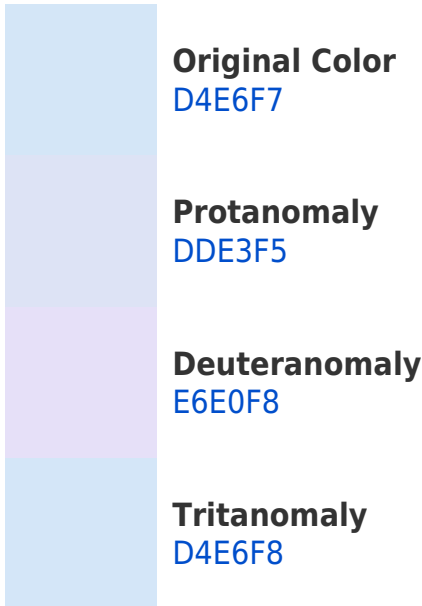 Original Color
D4E6F7
Protanomaly
DDE3F5
Deuteranomaly
E6E0F8
Tritanomaly
D4E6F8